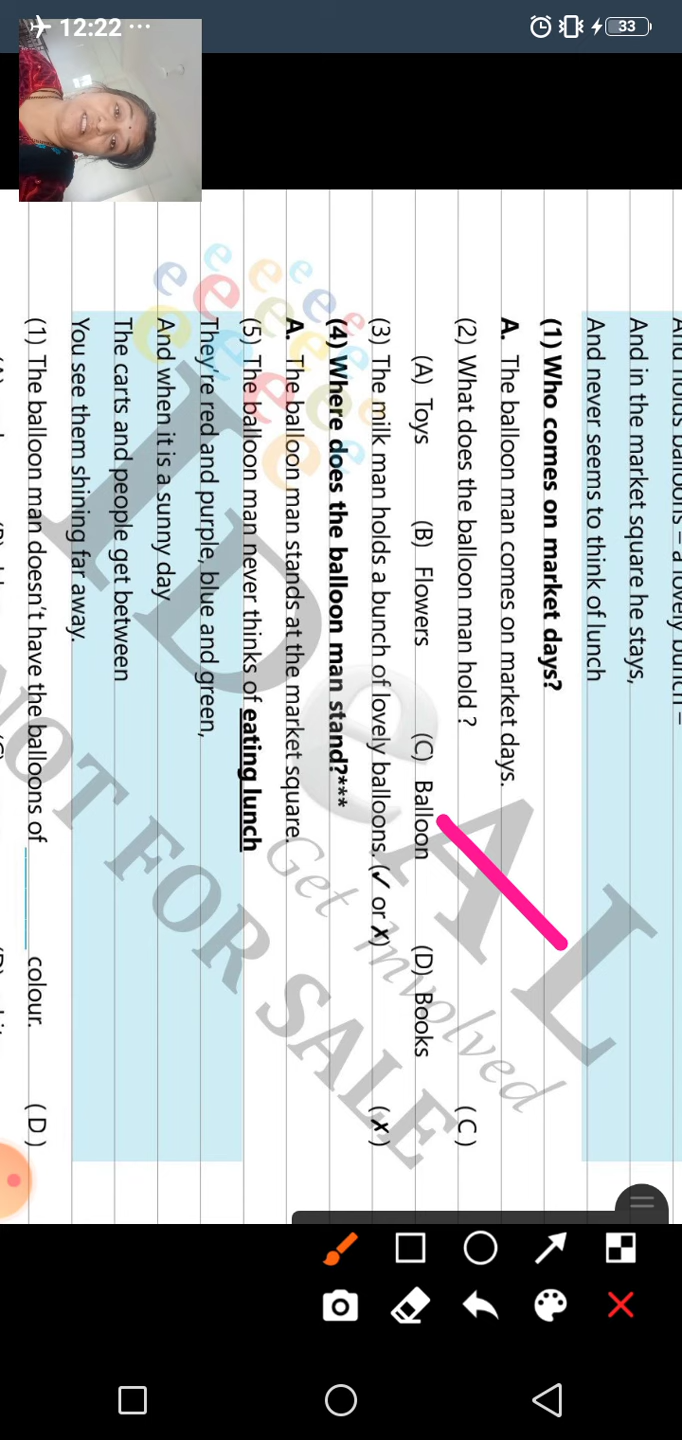 12:22
33
And holds balloons – a lovely bunch –
And in the market square he stays,
And never seems to think of lunch
(1) Who comes on market days?
A. The balloon man comes on market days.
(2) What does the balloon man hold ? (C)
(A) Toys (B) Flowers (C) Balloon (D) Books
(3) The milk man holds a bunch of lovely balloons. (✓ or X) (X)
(4) Where does the balloon man stand?***
A. The balloon man stands at the market square.
(5) The balloon man never thinks of eating lunch
They're red and purple, blue and green,
And when it is a sunny day
The carts and people get between
You see them shining far away.
(1) The balloon man doesn't have the balloons of ________ colour. (D)
IDeAL
Get Involved
NOT FOR SALE